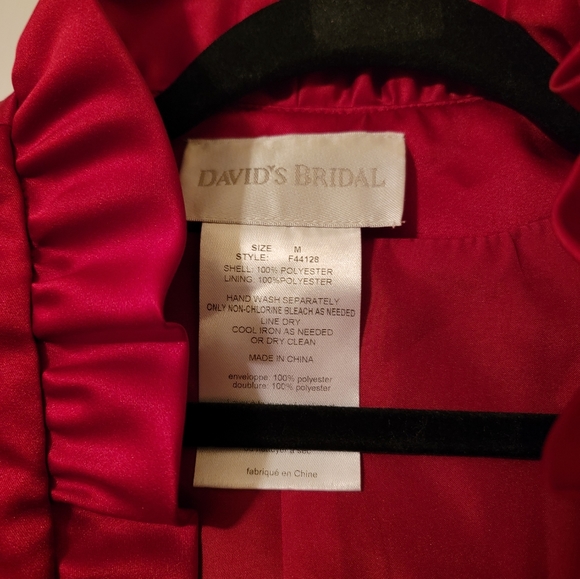 DAVID'S BRIDAL
SIZE: M
STYLE: F44128
SHELL: 100% POLYESTER
LINING: 100%POLYESTER
HAND WASH SEPARATELY
ONLY NON-CHLORINE BLEACH AS NEEDED
LINE DRY
COOL IRON AS NEEDED
OR DRY CLEAN
MADE IN CHINA
enveloppe: 100% polyester
doublure: 100% polyester
à sec
fabriqué en Chine